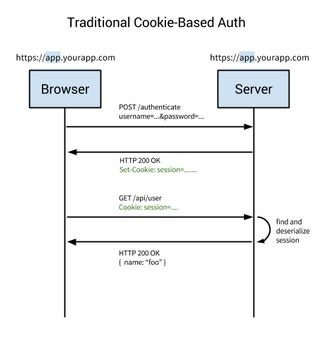 Traditional Cookie-Based Auth
https://app.yourapp.com
https://app.yourapp.com
Browser
Server
POST /authenticate
username=...&password=...
HTTP 200 OK
Set-Cookie: session=.......
GET /api/user
Cookie: session=....
find and
deserialize
session
HTTP 200 OK
{ name: "foo" }